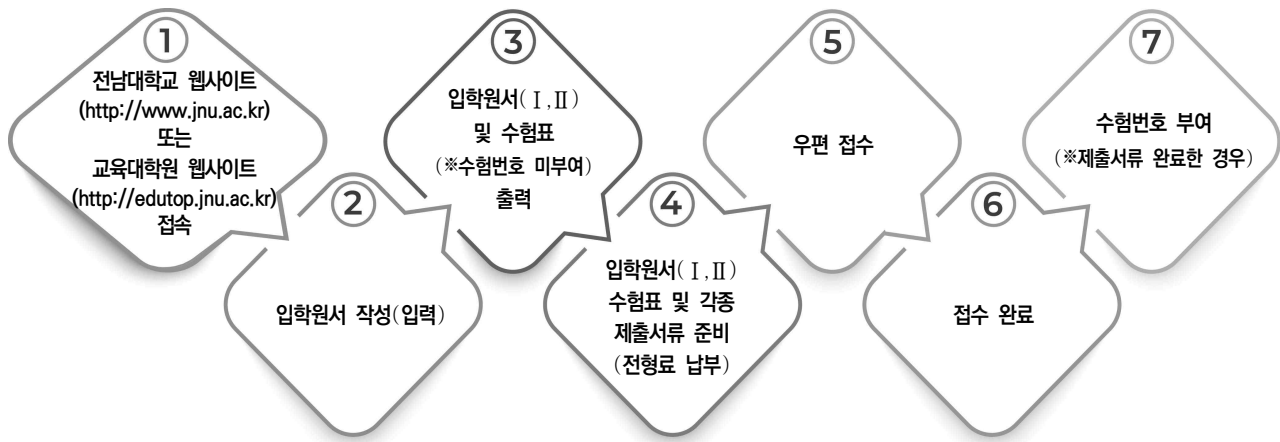 ①
전남대학교 웹사이트
(http://www.jnu.ac.kr)
또는
교육대학원 웹사이트
(http://edutop.jnu.ac.kr)
접속
②
입학원서 작성(입력)
③
입학원서(Ⅰ,Ⅱ)
및 수험표
(※수험번호 미부여)
출력
④
입학원서(Ⅰ,Ⅱ)
수험표 및 각종
제출서류 준비
(전형료 납부)
⑤
우편 접수
⑥
접수 완료
⑦
수험번호 부여
(※제출서류 완료한 경우)